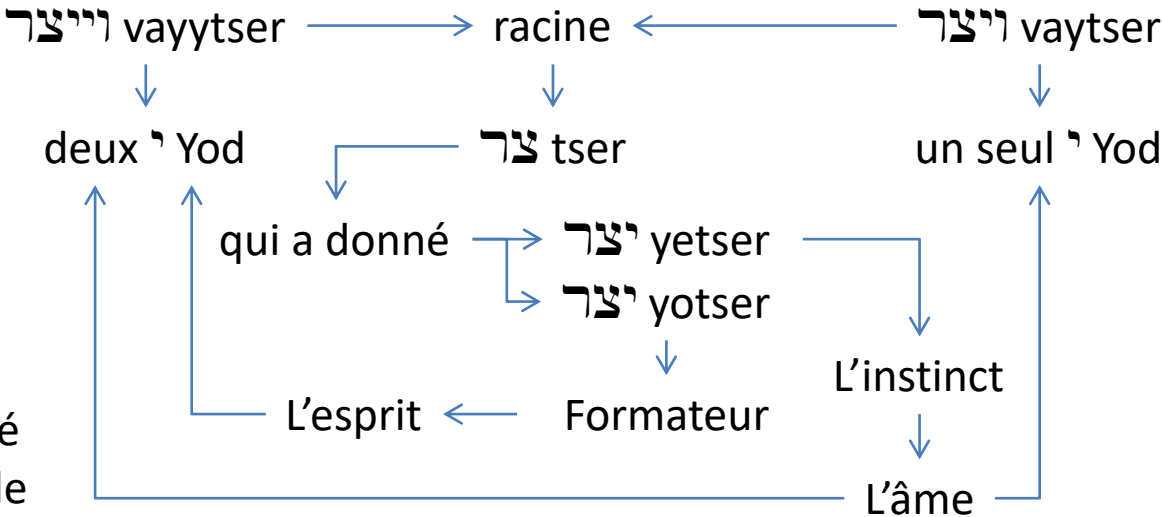 וייצר vayytser racine ויצר vaytser
deux י Yod צר tser un seul י Yod
qui a donné יצר yetser
יצר yotser
L'instinct
L'esprit Formateur
é
le
L'âme